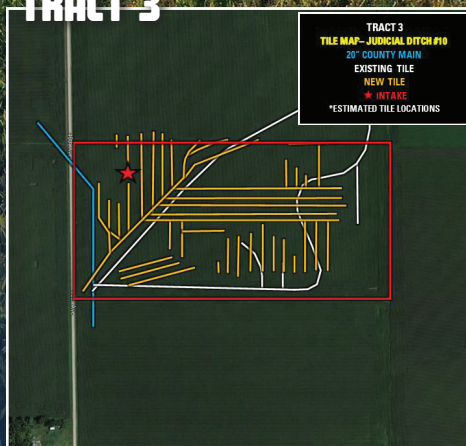 TRACT 3
TRACT 3
TILE MAP– JUDICIAL DITCH #10
20" COUNTY MAIN
EXISTING TILE
NEW TILE
★ INTAKE
*ESTIMATED TILE LOCATIONS